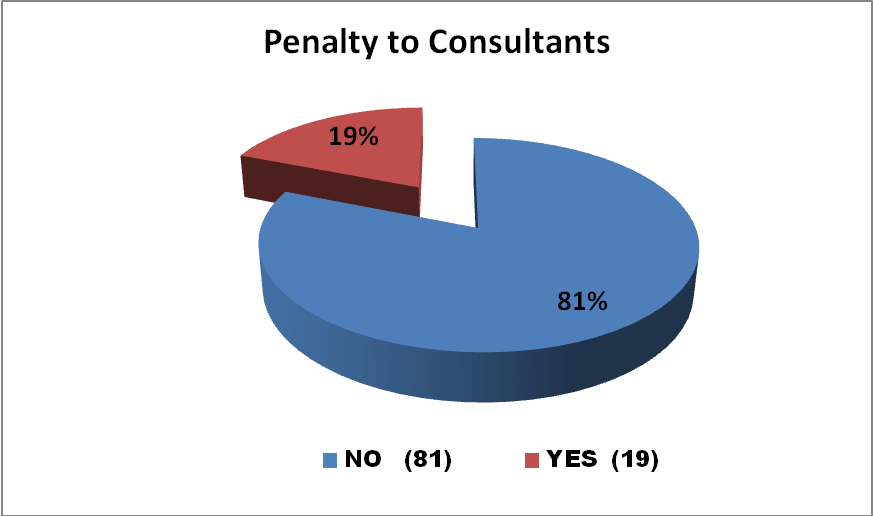 Penalty to Consultants
19%
81%
NO (81) YES (19)